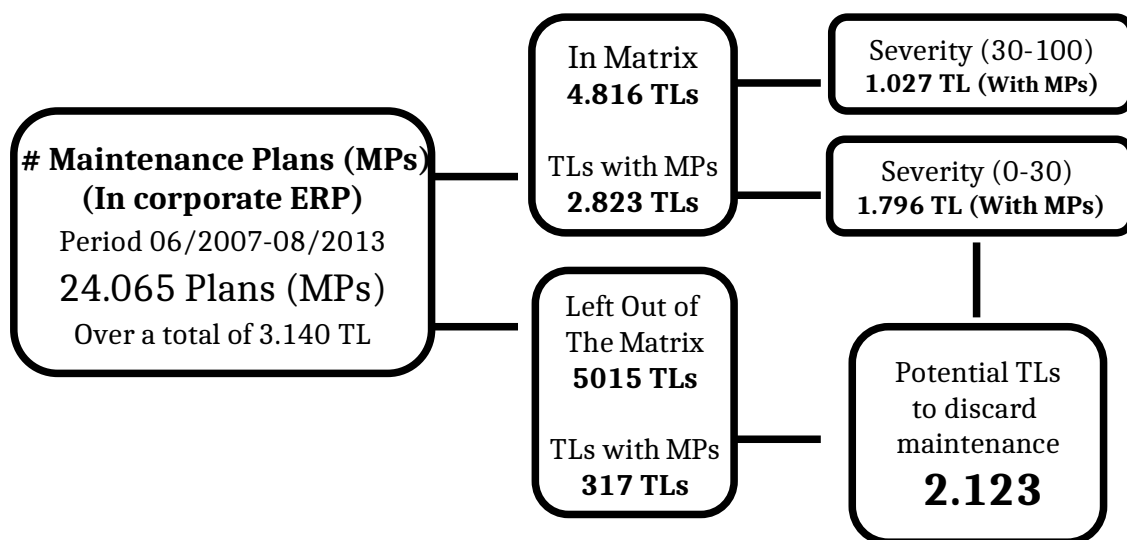 # Maintenance Plans (MPs)
(In corporate ERP)
Period 06/2007-08/2013
24.065 Plans (MPs)
Over a total of 3.140 TL
In Matrix
4.816 TLs
TLs with MPs
2.823 TLs
Left Out of
The Matrix
5015 TLs
TLs with MPs
317 TLs
Severity (30-100)
1.027 TL (With MPs)
Severity (0-30)
1.796 TL (With MPs)
Potential TLs
to discard
maintenance
2.123